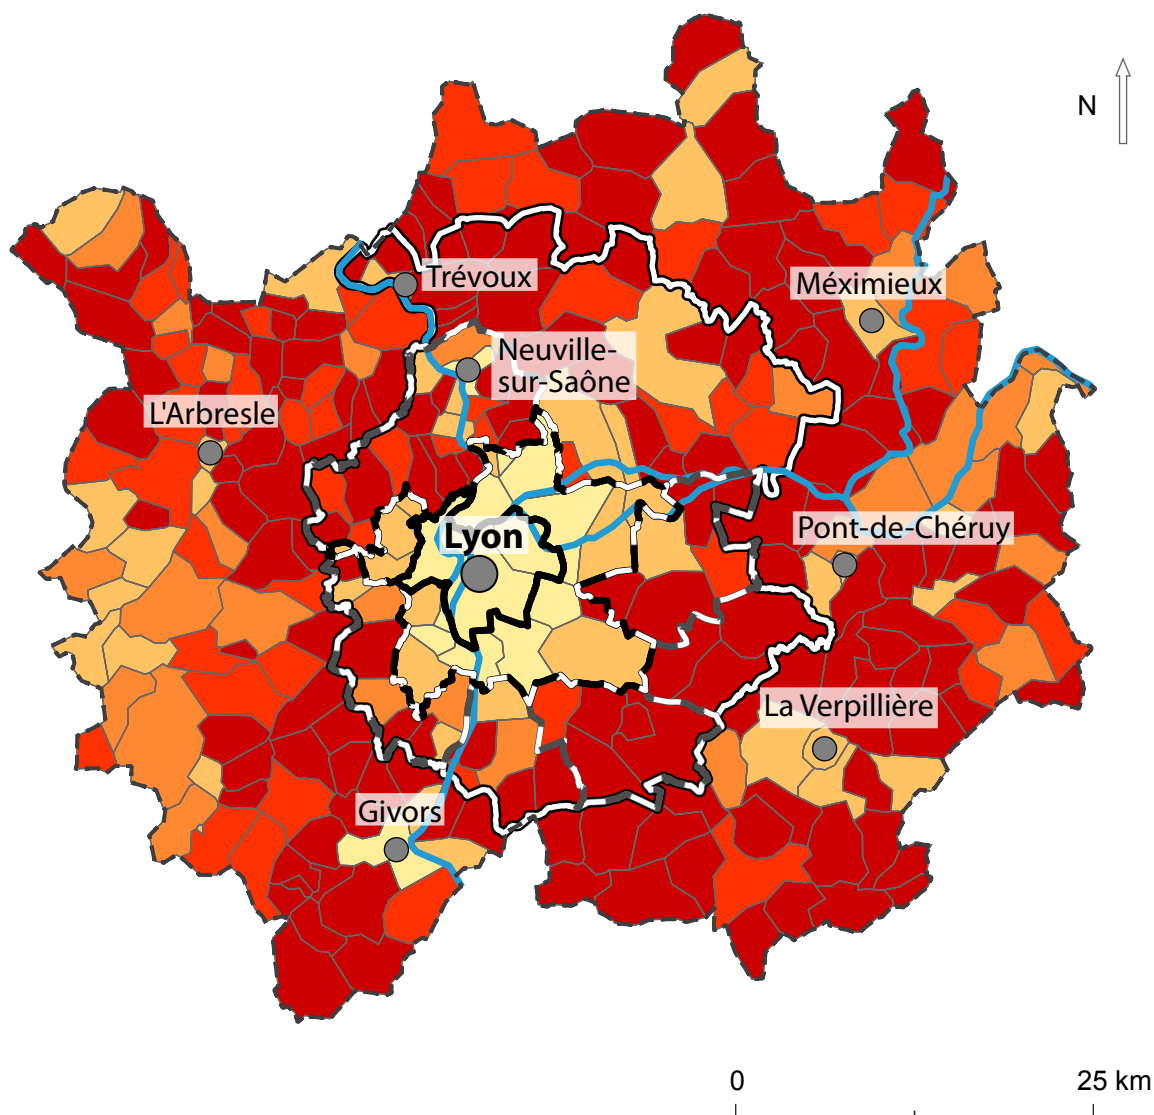 N
Trévoux
Méximieux
Neuville-
sur-Saône
L'Arbresle
Lyon
Pont-de-Chéruy
La Verpillière
Givors
0
25 km